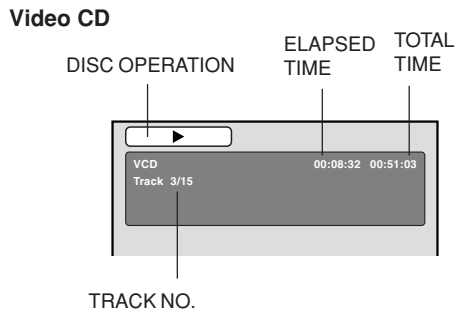 Video CD
DISC OPERATION
ELAPSED
TIME
TOTAL
TIME
VCD 00:08:32 00:51:03
Track 3/15
TRACK NO.